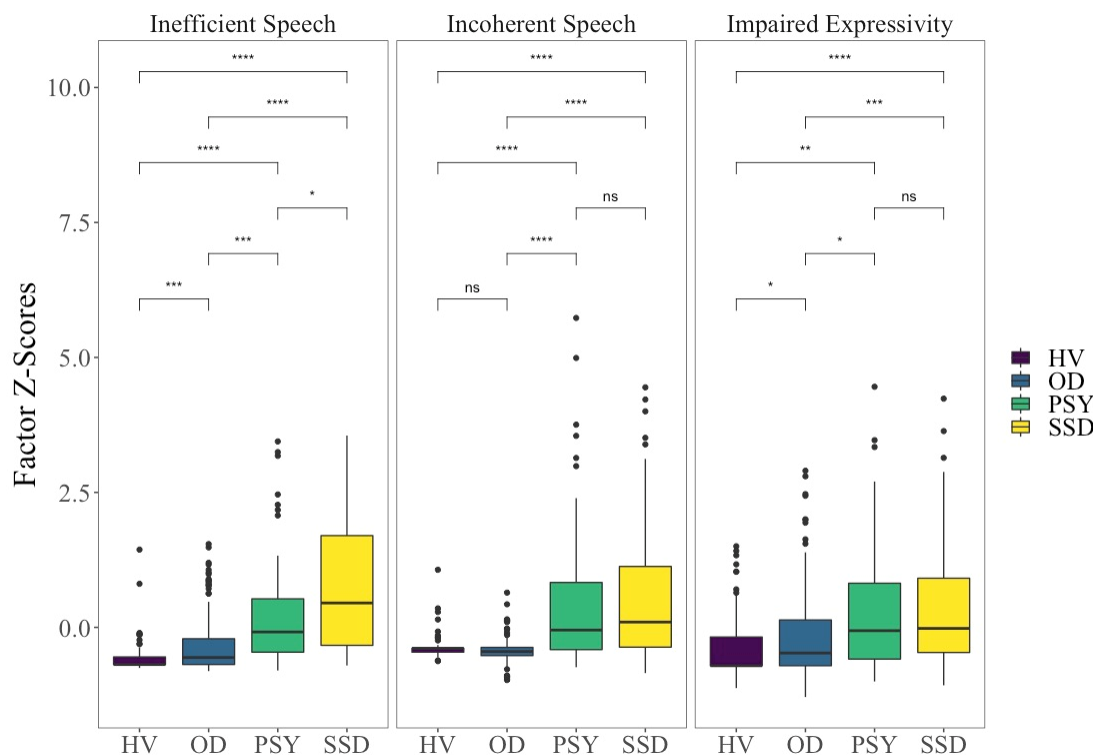 Inefficient Speech Incoherent Speech Impaired Expressivity
**** **** ****
10.0
**** **** ***
**** **** **
* ns ns
7.5
*** **** *
*** ns *
5.0
2.5
0.0
Factor Z-Scores
HV
OD
PSY
SSD
HV OD PSY SSD HV OD PSY SSD HV OD PSY SSD